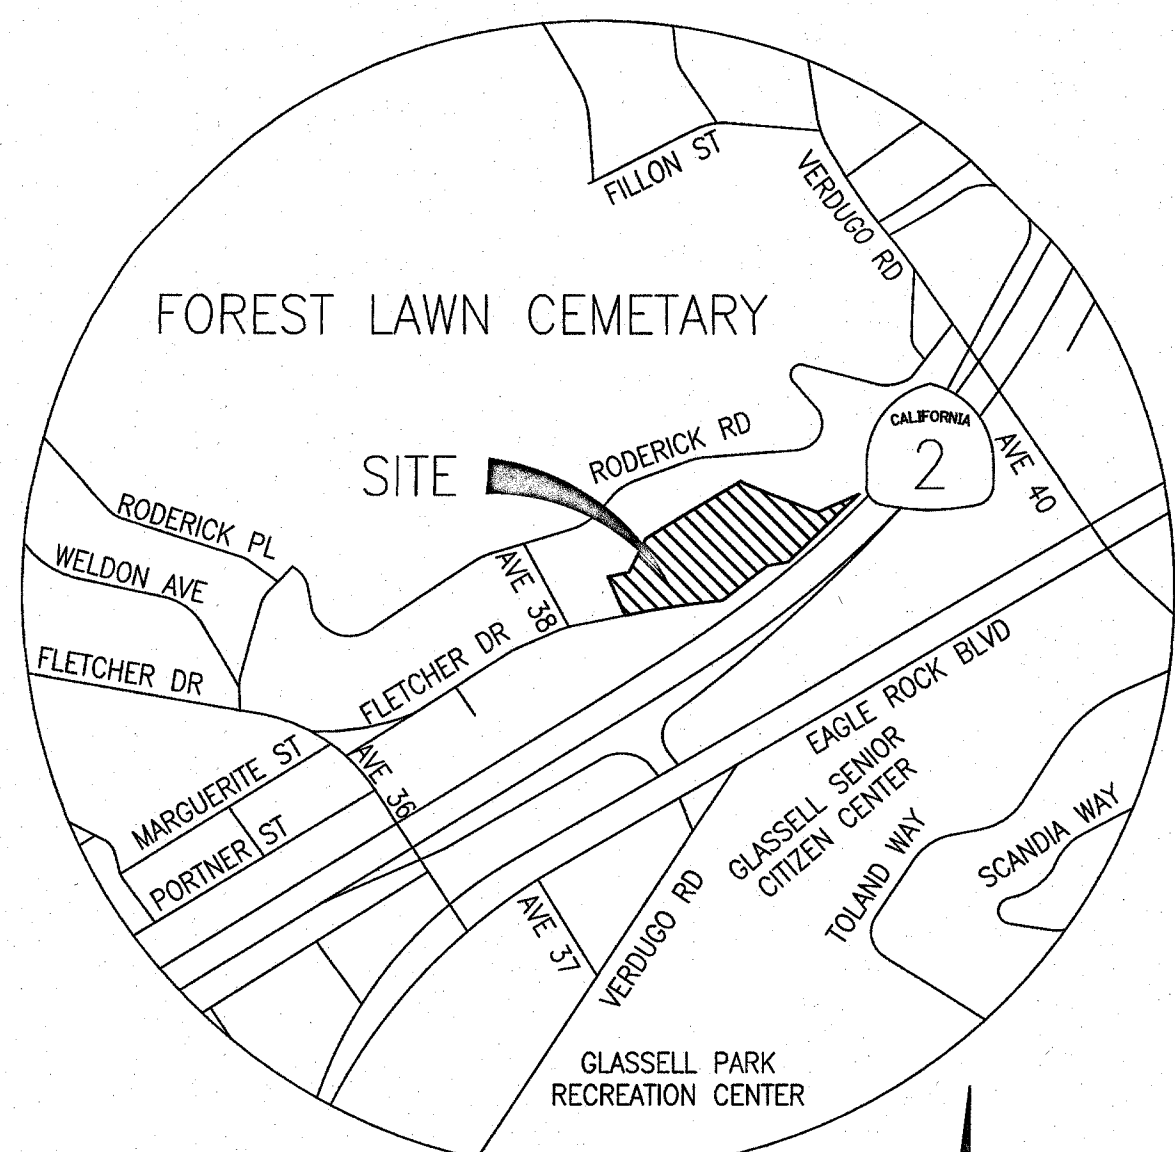 FILLON ST
VERDUGO RD
FOREST LAWN CEMETARY
CALIFORNIA
2
SITE
RODERICK RD
AVE 40
RODERICK PL
WELDON AVE
AVE 38
FLETCHER DR
FLETCHER DR
EAGLE ROCK BLVD
MARGUERITE ST
AVE 36
PORTNER ST
GLASSELL SENIOR
CITIZEN CENTER
TOLAND WAY
SCANDIA WAY
AVE 37
VERDUGO RD
GLASSELL PARK
RECREATION CENTER